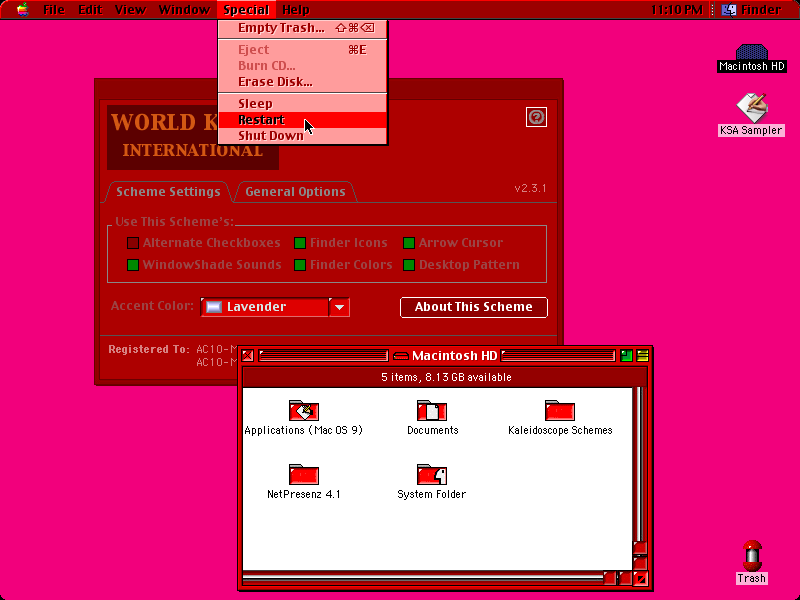 File Edit View Window Special Help 11:10 PM Finder
Empty Trash... ⇧⌘⌫
Eject ⌘E
Burn CD...
Erase Disk...
Sleep
Restart
Shut Down
Macintosh HD
KSA Sampler
WORLD K
INTERNATIONAL
Scheme Settings General Options v2.3.1
Use This Scheme's:
Alternate Checkboxes Finder Icons Arrow Cursor
WindowShade Sounds Finder Colors Desktop Pattern
Accent Color: Lavender About This Scheme
Registered To: AC10-M
AC10-M
Macintosh HD
5 items, 8.13 GB available
Applications (Mac OS 9) Documents Kaleidoscope Schemes
NetPresenz 4.1 System Folder
Trash